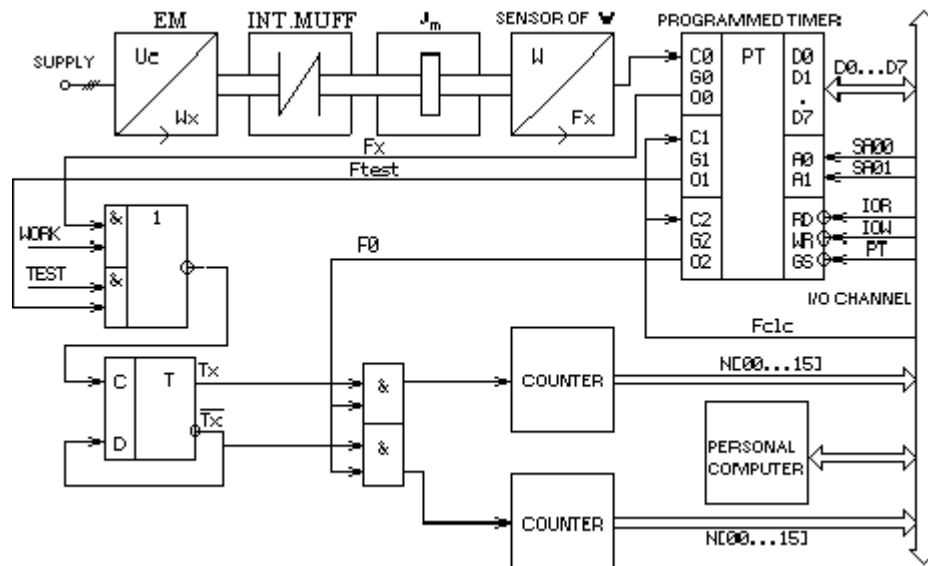 EM
INT.MUFF
Jm
SENSOR OF W
PROGRAMMED TIMER
SUPPLY
Uc
Wx
W
Fx
C0
G0
O0
C1
G1
O1
C2
G2
O2
PT
D0
D1
.
D7
A0
A1
RD
WR
GS
D0...D7
SA00
SA01
IOR
IOW
PT
I/O CHANNEL
Fx
Ftest
F0
Fclc
WORK
TEST
&
1
&
C
T
D
Tx
Tx
&
&
COUNTER
N[00...15]
PERSONAL
COMPUTER
COUNTER
N[00...15]